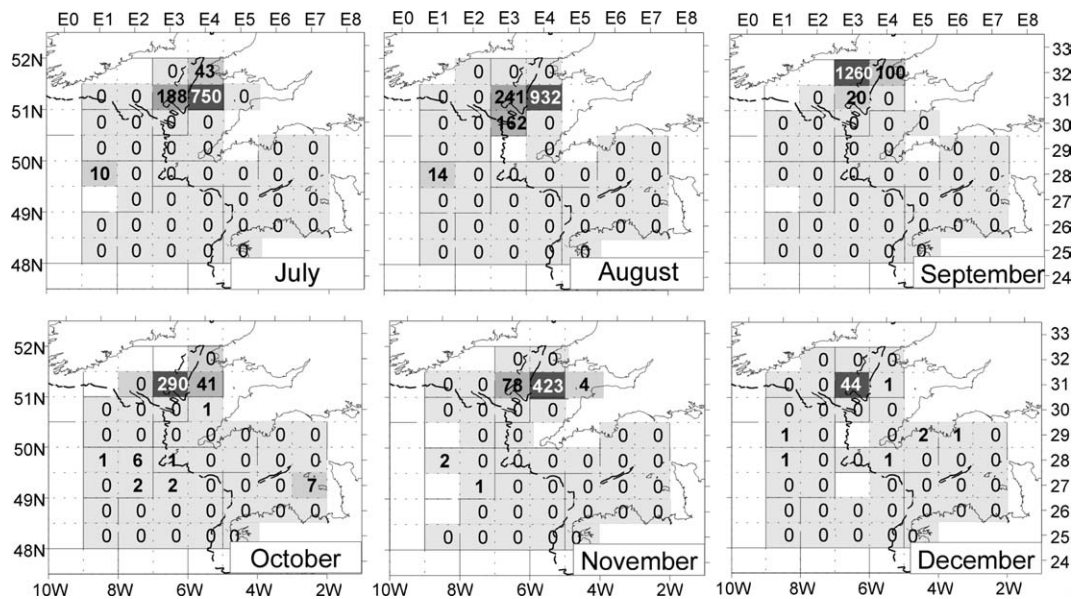 E0 E1 E2 E3 E4 E5 E6 E7 E8
52N
51N
50N
49N
48N
0 43
0 0 188 750 0
0 0 0 0
0 0 0 0 0 0
10 0 0 0 0 0 0
0 0 0 0 0 0
0 0 0 0 0 0 0
0 0 0 0 0
July
E0 E1 E2 E3 E4 E5 E6 E7 E8
0 0 0
0 0 241 932
0 0 162
0 0 0 0 0
14 0 0 0 0 0 0
0 0 0 0 0 0
0 0 0 0 0 0 0
0 0 0 0 0
August
E0 E1 E2 E3 E4 E5 E6 E7 E8
1260 100
0 20 0
0 0 0 0 0
0 0 0 0 0 0
0 0 0 0 0 0 0
0 0 0 0 0 0
0 0 0 0 0 0 0
0 0 0 0 0
September
33
32
31
30
29
28
27
26
25
24
52N
51N
50N
49N
48N
0
0 290 41
0 0 0 1
0 0 0 0 0 0
1 6 1 0 0 0 0
0 2 2 0 0 0 7
0 0 0 0 0 0 0
0 0 0 0 0
October
10W 8W 6W 4W 2W
0 0
0 78 423 4
0 0 0 0
0 0 0 0 0
2 0 0 0 0 0 0
1 0 0 0 0 0
0 0 0 0 0 0
0 0 0 0 0
November
10W 8W 6W 4W 2W
0 0 0
0 0 44 1
0 0 0 0
1 0 0 2 1 0
1 0 0 1 0 0 0
0 0 0 0 0 0
0 0 0 0 0 0 0
0 0 0 0 0
December
10W 8W 6W 4W 2W
33
32
31
30
29
28
27
26
25
24